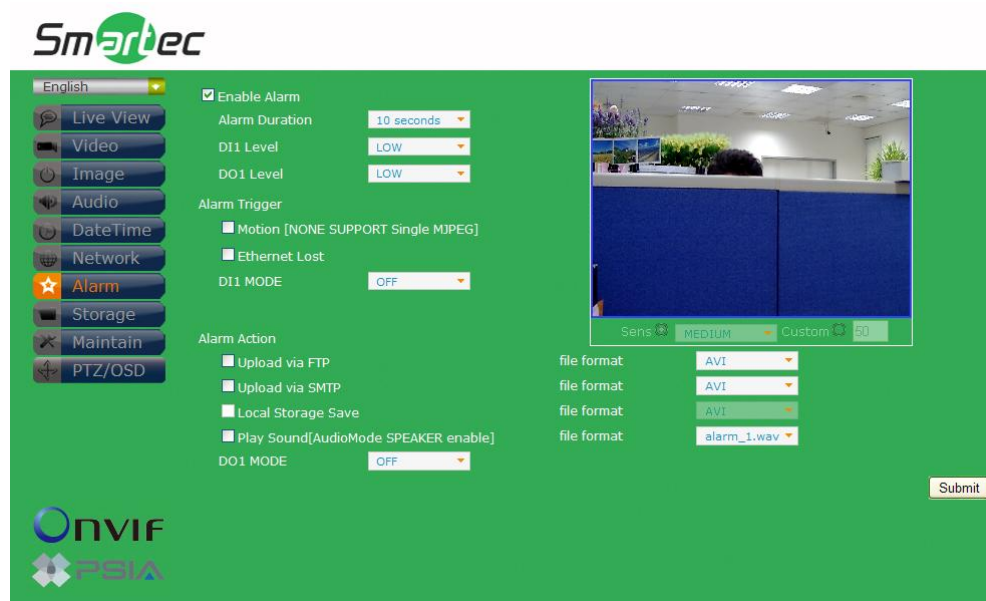 Smartec
English
Live View
Video
Image
Audio
DateTime
Network
Alarm
Storage
Maintain
PTZ/OSD
Enable Alarm
Alarm Duration 10 seconds
DI1 Level LOW
DO1 Level LOW
Alarm Trigger
Motion [NONE SUPPORT Single MJPEG]
Ethernet Lost
DI1 MODE OFF
Sens MEDIUM Custom 50
Alarm Action
Upload via FTP file format AVI
Upload via SMTP file format AVI
Local Storage Save file format AVI
Play Sound[AudioMode SPEAKER enable] file format alarm_1.wav
DO1 MODE OFF
Submit
ONVIF
PSIA